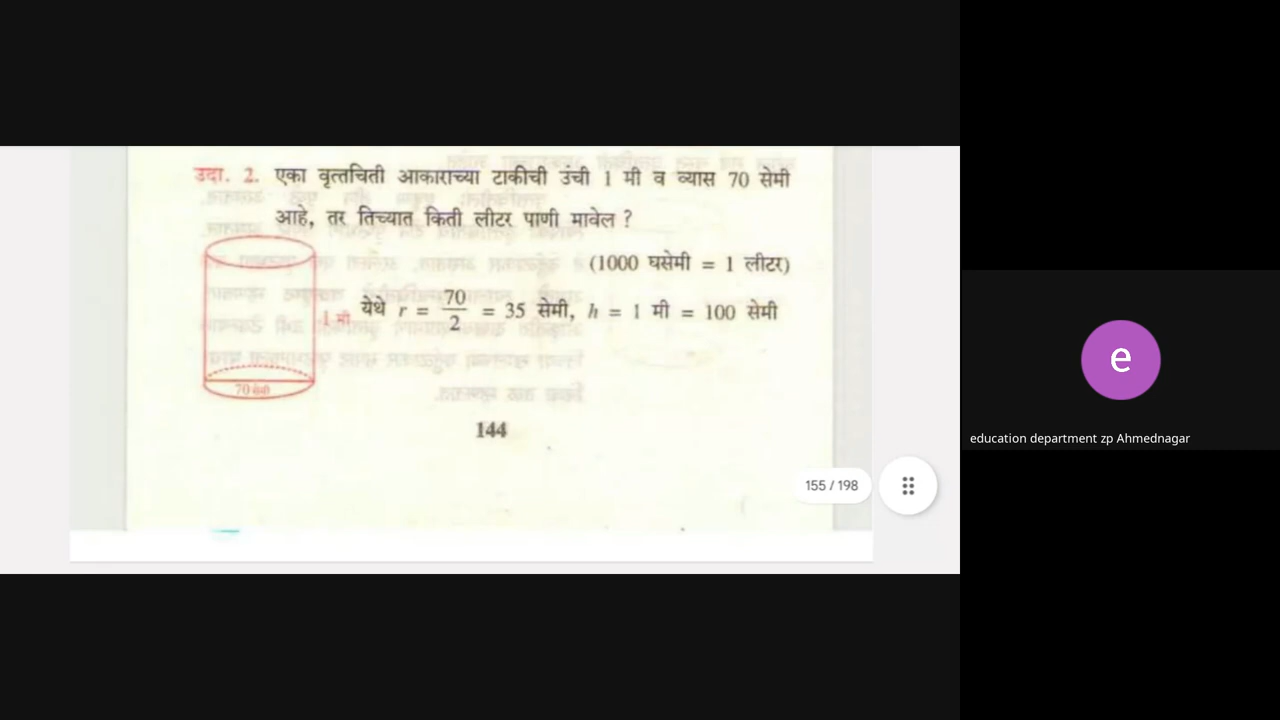 उदा. 2. एका वृत्तचिती आकाराच्या टाकीची उंची 1 मी व व्यास 70 सेमी
आहे, तर तिच्यात किती लीटर पाणी मावेल ?
(1000 घसेमी = 1 लीटर)
येथे r = 70/2 = 35 सेमी, h = 1 मी = 100 सेमी
1 मी
70 सेमी
144
155 / 198
e
education department zp Ahmednagar